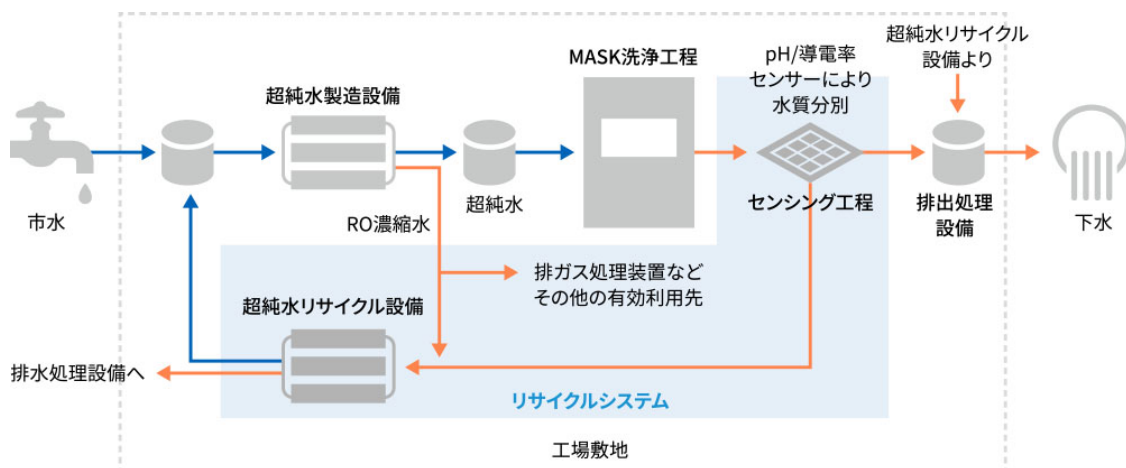 超純水リサイクル
設備より
MASK洗浄工程
pH/導電率
センサーにより
水質分別
超純水製造設備
市水
超純水
センシング工程
排出処理
設備
下水
RO濃縮水
排ガス処理装置など
その他の有効利用先
超純水リサイクル設備
排水処理設備へ
リサイクルシステム
工場敷地